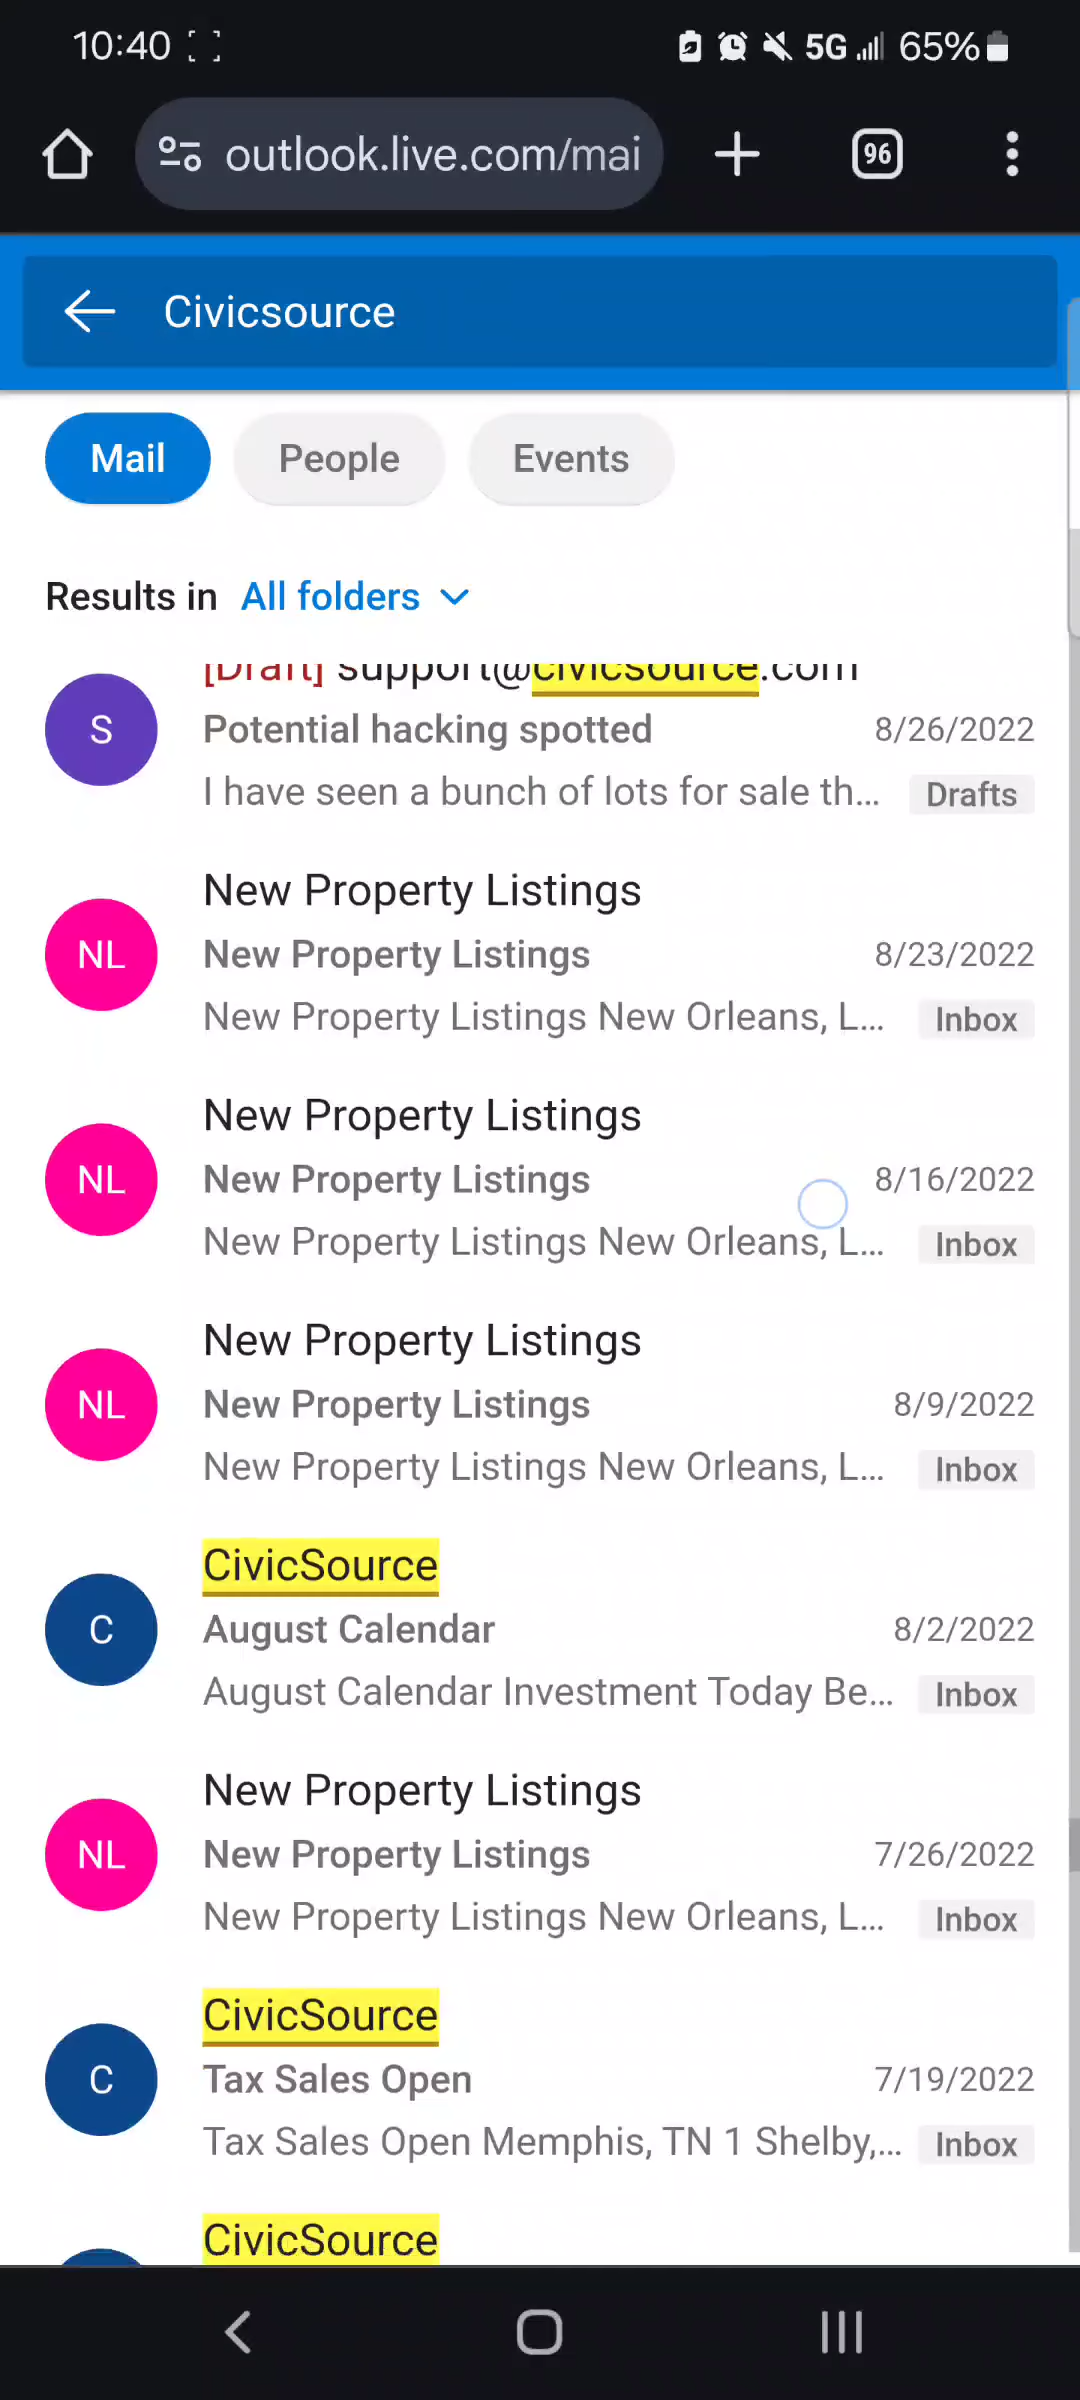 10:40
5G 65%
outlook.live.com/mai
96
Civicsource
Mail People Events
Results in All folders
[Draft] support@civicsource.com
S
Potential hacking spotted 8/26/2022
I have seen a bunch of lots for sale th... Drafts
New Property Listings
NL
New Property Listings 8/23/2022
New Property Listings New Orleans, L... Inbox
New Property Listings
NL
New Property Listings 8/16/2022
New Property Listings New Orleans, L... Inbox
New Property Listings
NL
New Property Listings 8/9/2022
New Property Listings New Orleans, L... Inbox
CivicSource
C
August Calendar 8/2/2022
August Calendar Investment Today Be... Inbox
New Property Listings
NL
New Property Listings 7/26/2022
New Property Listings New Orleans, L... Inbox
CivicSource
C
Tax Sales Open 7/19/2022
Tax Sales Open Memphis, TN 1 Shelby,... Inbox
CivicSource